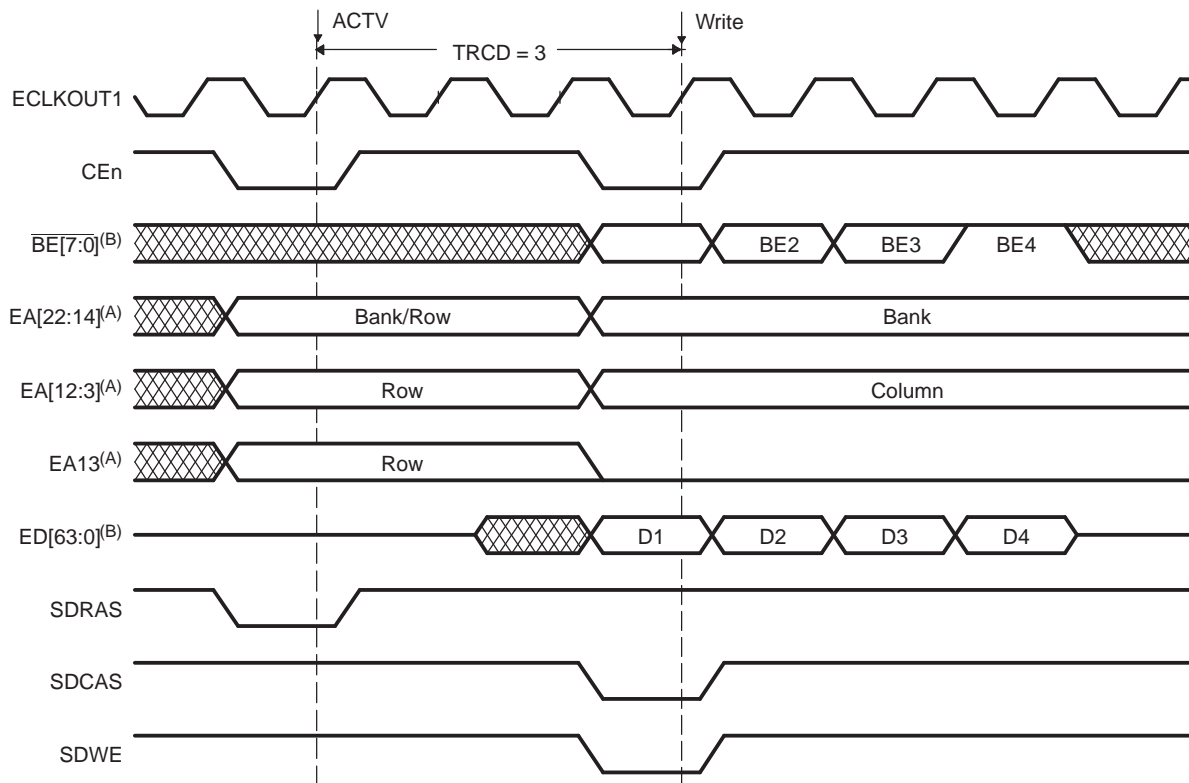 ACTV
Write
TRCD = 3
ECLKOUT1
CEn
BE[7:0](B)
BE2 BE3 BE4
EA[22:14](A)
Bank/Row Bank
EA[12:3](A)
Row Column
EA13(A)
Row
ED[63:0](B)
D1 D2 D3 D4
SDRAS
SDCAS
SDWE